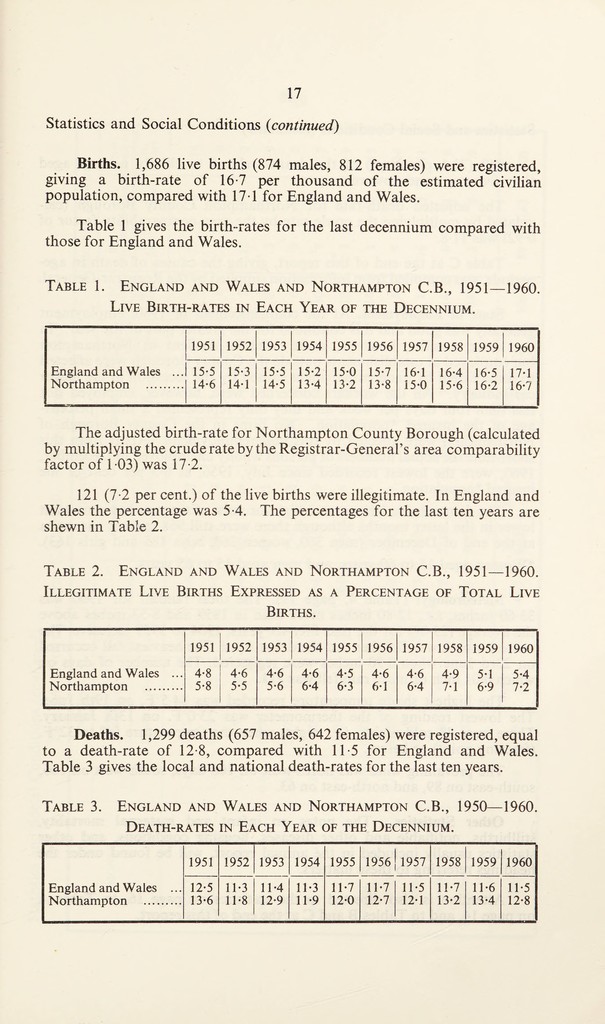 17
Statistics and Social Conditions (continued)
Births. 1,686 live births (874 males, 812 females) were registered,
giving a birth-rate of 16·7 per thousand of the estimated civilian
population, compared with 17·1 for England and Wales.
Table 1 gives the birth-rates for the last decennium compared with
those for England and Wales.
TABLE 1. ENGLAND AND WALES AND NORTHAMPTON C.B., 1951—1960.
LIVE BIRTH-RATES IN EACH YEAR OF THE DECENNIUM.
1951 1952 1953 1954 1955 1956 1957 1958 1959 1960
England and Wales ... 15·5 15·3 15·5 15·2 15·0 15·7 16·1 16·4 16·5 17·1
Northampton ......... 14·6 14·1 14·5 13·4 13·2 13·8 15·0 15·6 16·2 16·7
The adjusted birth-rate for Northampton County Borough (calculated
by multiplying the crude rate by the Registrar-General's area comparability
factor of 1·03) was 17·2.
121 (7·2 per cent.) of the live births were illegitimate. In England and
Wales the percentage was 5·4. The percentages for the last ten years are
shewn in Table 2.
TABLE 2. ENGLAND AND WALES AND NORTHAMPTON C.B., 1951—1960.
ILLEGITIMATE LIVE BIRTHS EXPRESSED AS A PERCENTAGE OF TOTAL LIVE
BIRTHS.
1951 1952 1953 1954 1955 1956 1957 1958 1959 1960
England and Wales ... 4·8 4·6 4·6 4·6 4·5 4·6 4·6 4·9 5·1 5·4
Northampton ......... 5·8 5·5 5·6 6·4 6·3 6·1 6·4 7·1 6·9 7·2
Deaths. 1,299 deaths (657 males, 642 females) were registered, equal
to a death-rate of 12·8, compared with 11·5 for England and Wales.
Table 3 gives the local and national death-rates for the last ten years.
TABLE 3. ENGLAND AND WALES AND NORTHAMPTON C.B., 1950—1960.
DEATH-RATES IN EACH YEAR OF THE DECENNIUM.
1951 1952 1953 1954 1955 1956 1957 1958 1959 1960
England and Wales ... 12·5 11·3 11·4 11·3 11·7 11·7 11·5 11·7 11·6 11·5
Northampton ......... 13·6 11·8 12·9 11·9 12·0 12·7 12·1 13·2 13·4 12·8